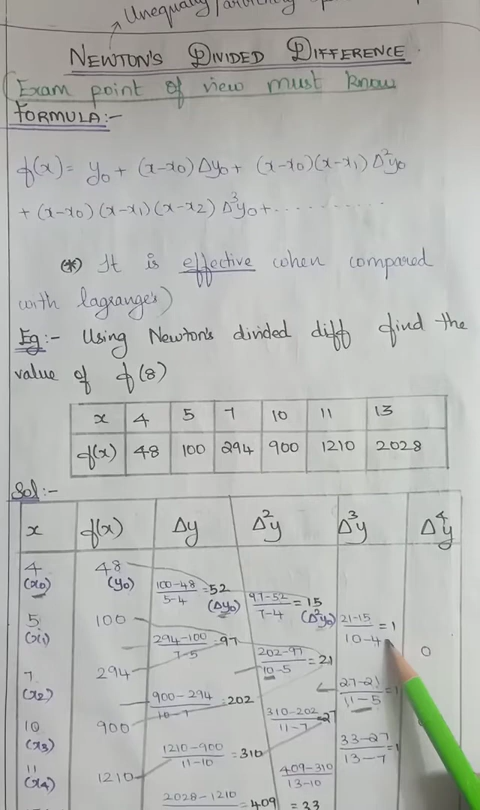 Unequally/arbitrary
NEWTON'S DIVIDED DIFFERENCE
(Exam point of view must know
FORMULA:-
f(x) = y₀ + (x-x₀) Δy₀ + (x-x₀)(x-x₁) Δ²y₀
+ (x-x₀)(x-x₁)(x-x₂) Δ³y₀ + ..........
(*) It is effective when compared
with lagrange's)
Eg:- Using Newton's divided diff find the
value of f(8)
x 4 5 7 10 11 13
f(x) 48 100 294 900 1210 2028
Sol:-
x f(x) Δy Δ²y Δ³y Δ⁴y
4 48
(x₀) (y₀) 100-48/5-4 = 52 97-52/7-4 = 15
(Δy₀) (Δ²y₀)
5 100 21-15/10-4 = 1
(x₁) 294-100/7-5 = 97 202-97/10-5 = 21 0
7 294 27-21/11-5 = 1
(x₂) 900-294/10-7 = 202 310-202/11-7 = 27
10 900
(x₃) 1210-900/11-10 = 310 33-27/13-7 = 1
11 1210 409-310/13-10
(x₄)
2028-1210 = 409 = 33